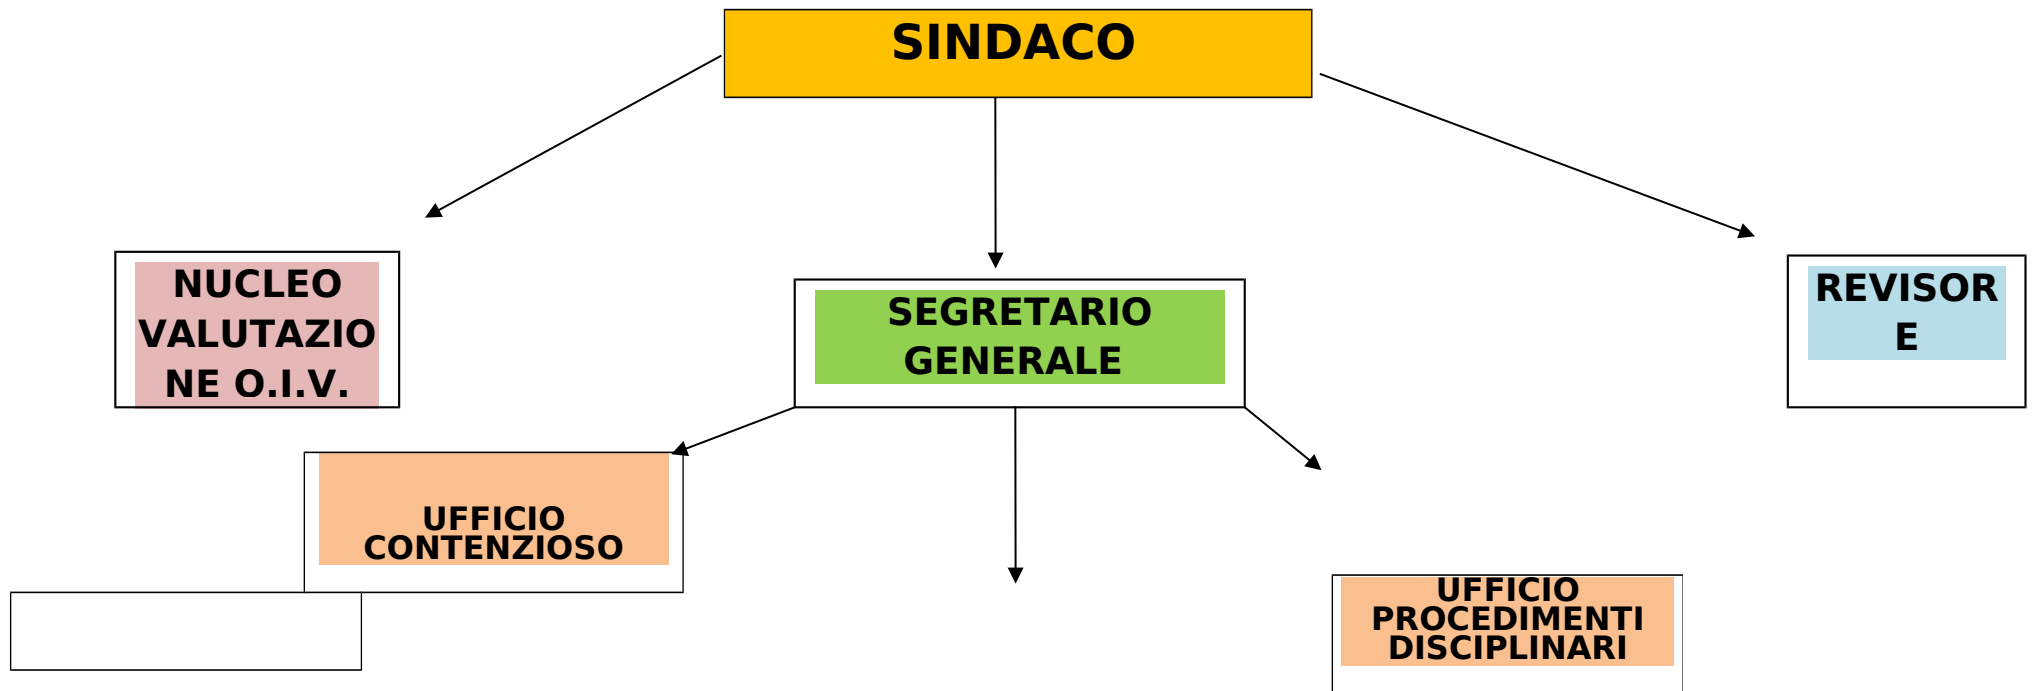 SINDACO
NUCLEO
VALUTAZIO
NE O.I.V.
SEGRETARIO
GENERALE
REVISOR
E
UFFICIO
CONTENZIOSO
UFFICIO
PROCEDIMENTI
DISCIPLINARI